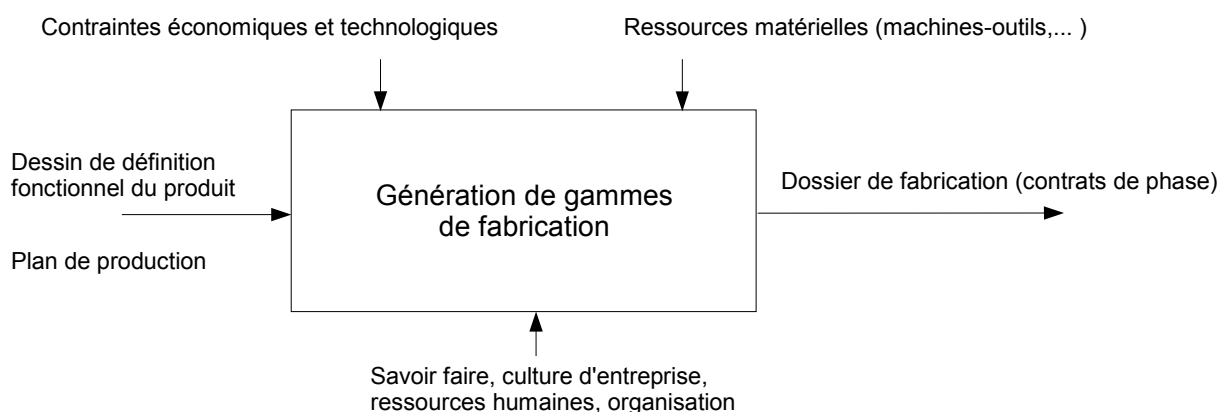 Contraintes économiques et technologiques
Ressources matérielles (machines-outils,... )
Dessin de définition
fonctionnel du produit
Plan de production
Génération de gammes
de fabrication
Dossier de fabrication (contrats de phase)
Savoir faire, culture d'entreprise,
ressources humaines, organisation